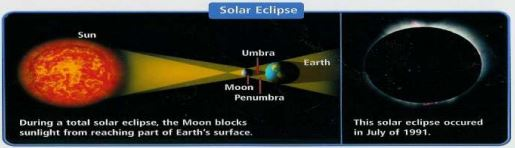 Solar Eclipse
Sun
Umbra
Earth
Moon
Penumbra
During a total solar eclipse, the Moon blocks
sunlight from reaching part of Earth's surface.
This solar eclipse occured
in July of 1991.